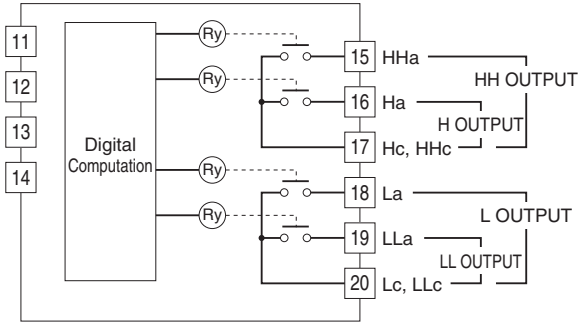 11
12
13
14
Digital
Computation
Ry
Ry
Ry
Ry
15 HHa
16 Ha
17 Hc, HHc
18 La
19 LLa
20 Lc, LLc
HH OUTPUT
H OUTPUT
L OUTPUT
LL OUTPUT